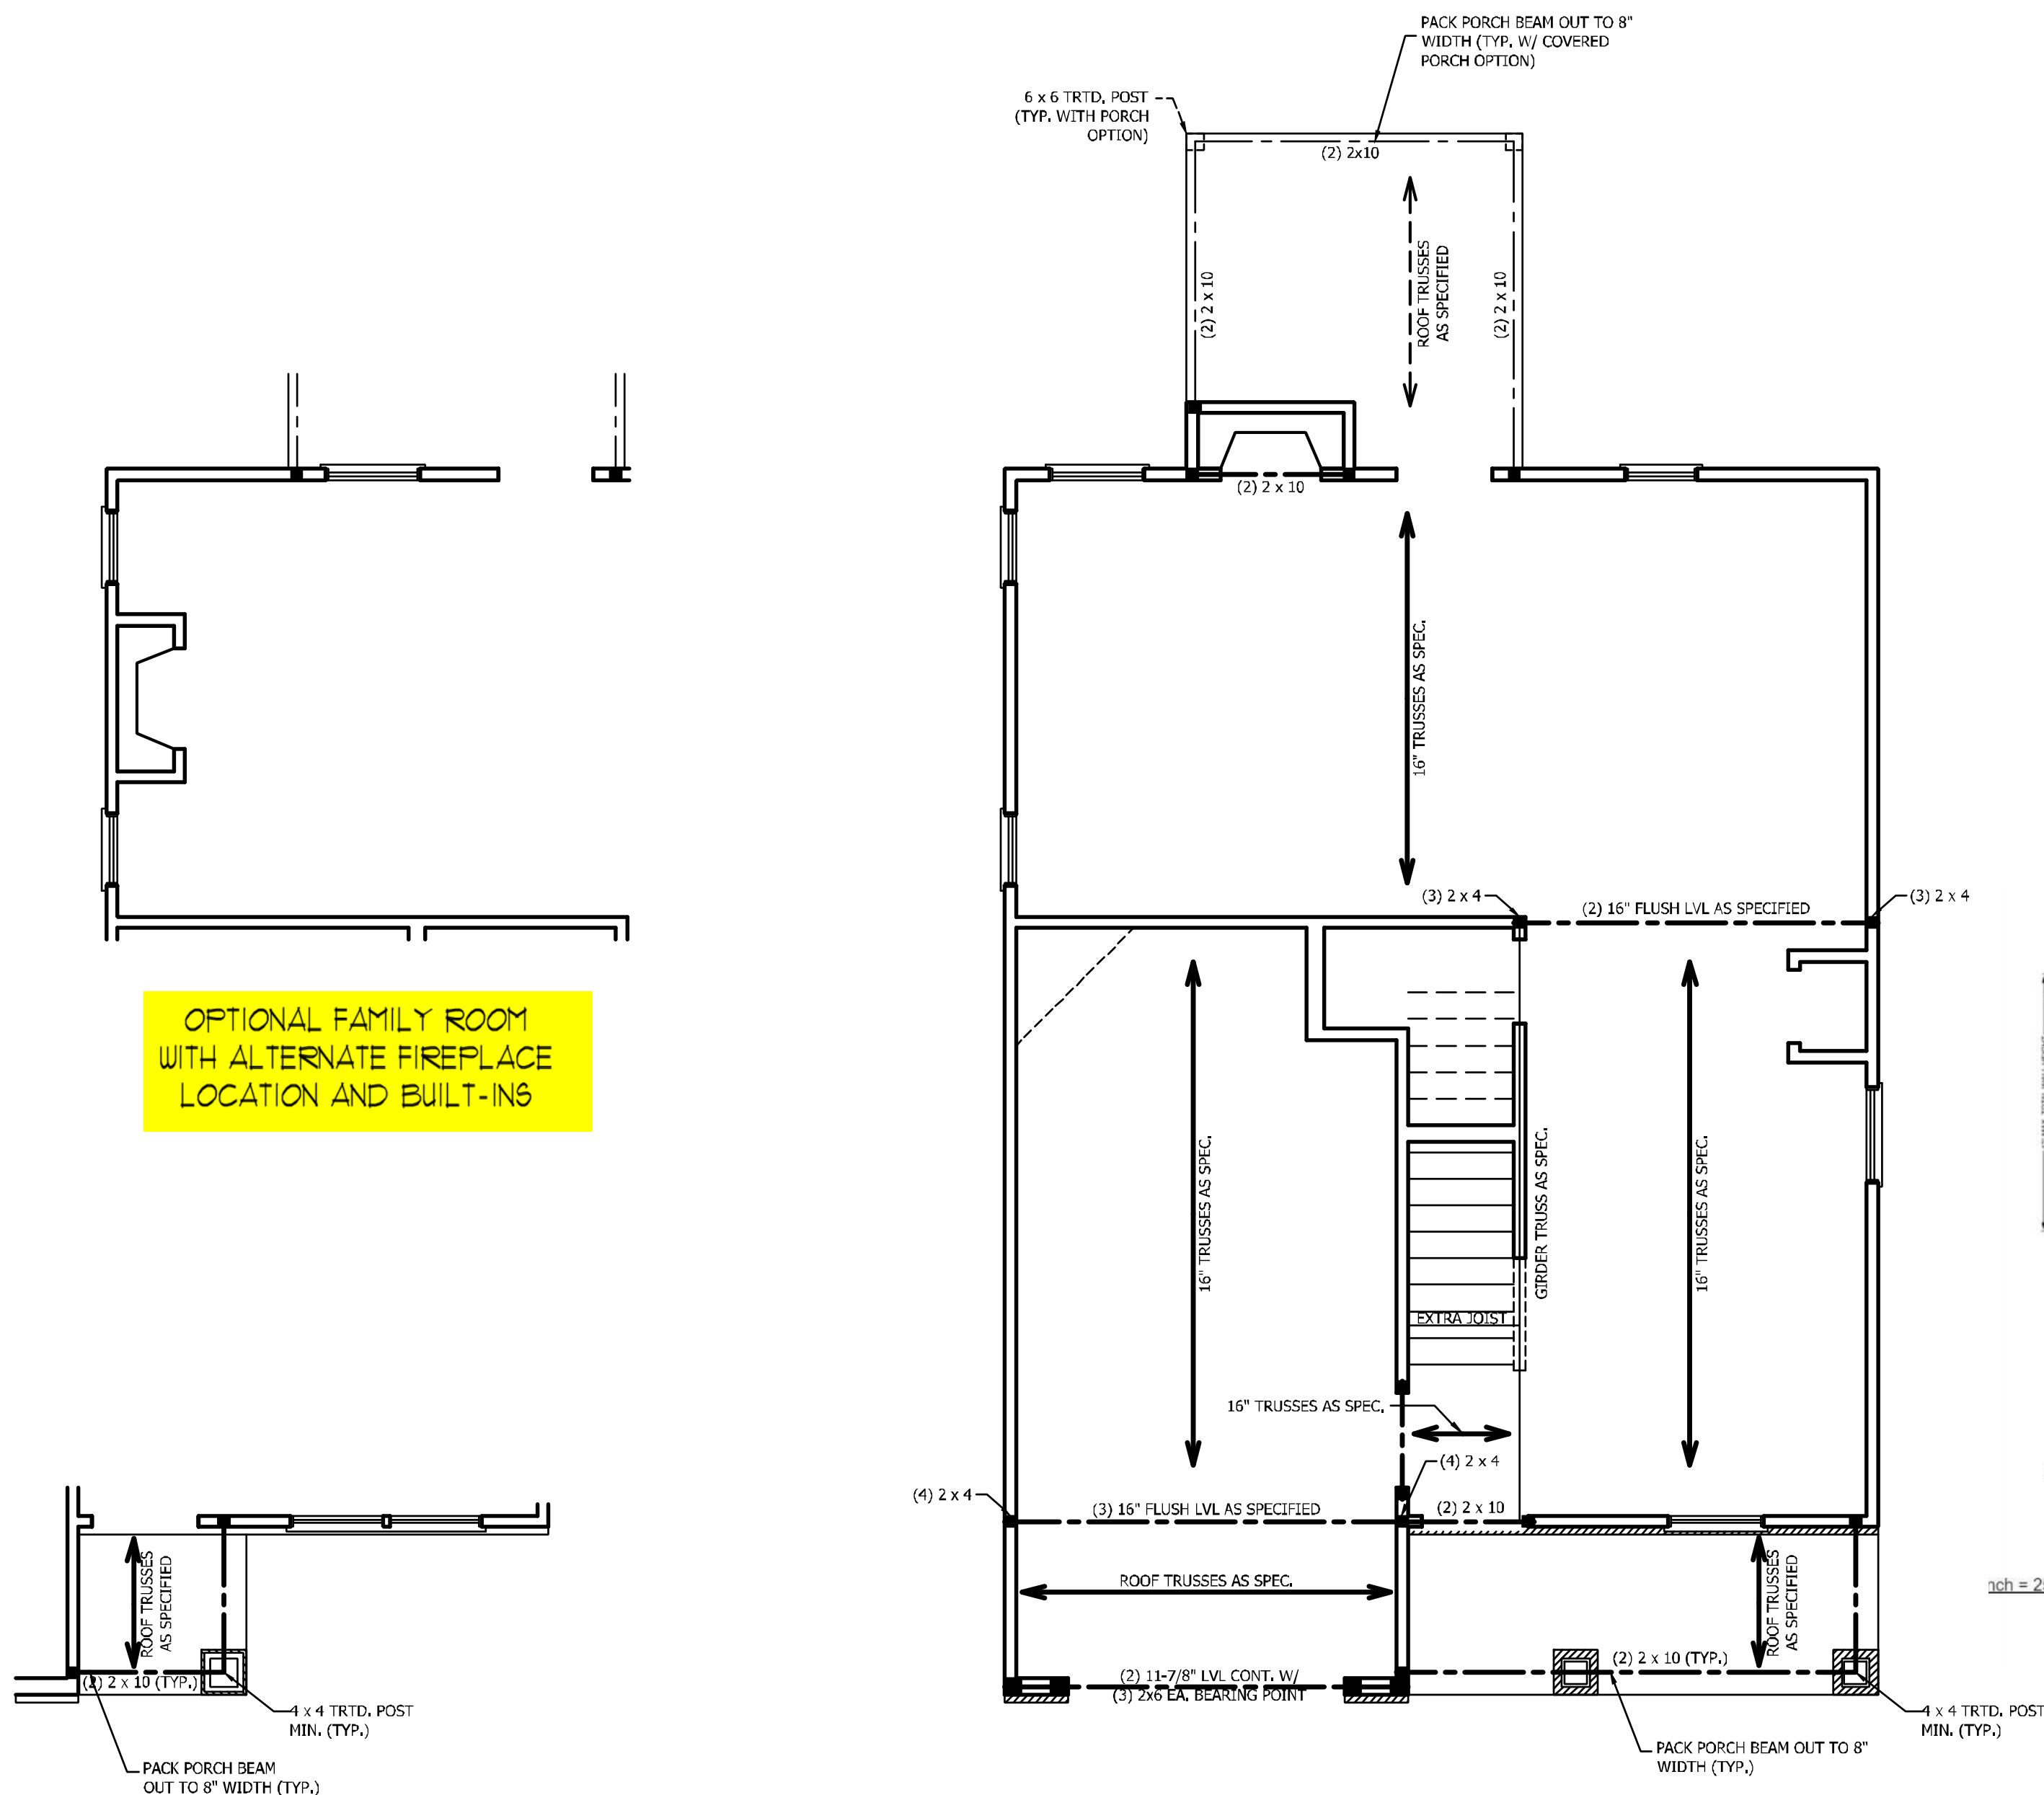 PACK PORCH BEAM OUT TO 8"
WIDTH (TYP. W/ COVERED
PORCH OPTION)
6 x 6 TRTD. POST
(TYP. WITH PORCH
OPTION)
(2) 2x10
(2) 2 x 10
ROOF TRUSSES
AS SPECIFIED
(2) 2 x 10
(2) 2 x 10
16" TRUSSES AS SPEC.
(3) 2 x 4
(2) 16" FLUSH LVL AS SPECIFIED
(3) 2 x 4
OPTIONAL FAMILY ROOM
WITH ALTERNATE FIREPLACE
LOCATION AND BUILT-INS
16" TRUSSES AS SPEC.
GIRDER TRUSS AS SPEC.
16" TRUSSES AS SPEC.
EXTRA JOIST
16" TRUSSES AS SPEC.
(4) 2 x 4
(4) 2 x 4
(3) 16" FLUSH LVL AS SPECIFIED
(2) 2 x 10
ROOF TRUSSES AS SPEC.
ROOF TRUSSES
AS SPECIFIED
(2) 2 x 10 (TYP.)
(2) 11-7/8" LVL CONT. W/
(3) 2x6 EA. BEARING POINT
4 x 4 TRTD. POST
MIN. (TYP.)
PACK PORCH BEAM OUT TO 8"
WIDTH (TYP.)
ROOF TRUSSES
AS SPECIFIED
(2) 2 x 10 (TYP.)
4 x 4 TRTD. POST
MIN. (TYP.)
PACK PORCH BEAM
OUT TO 8" WIDTH (TYP.)